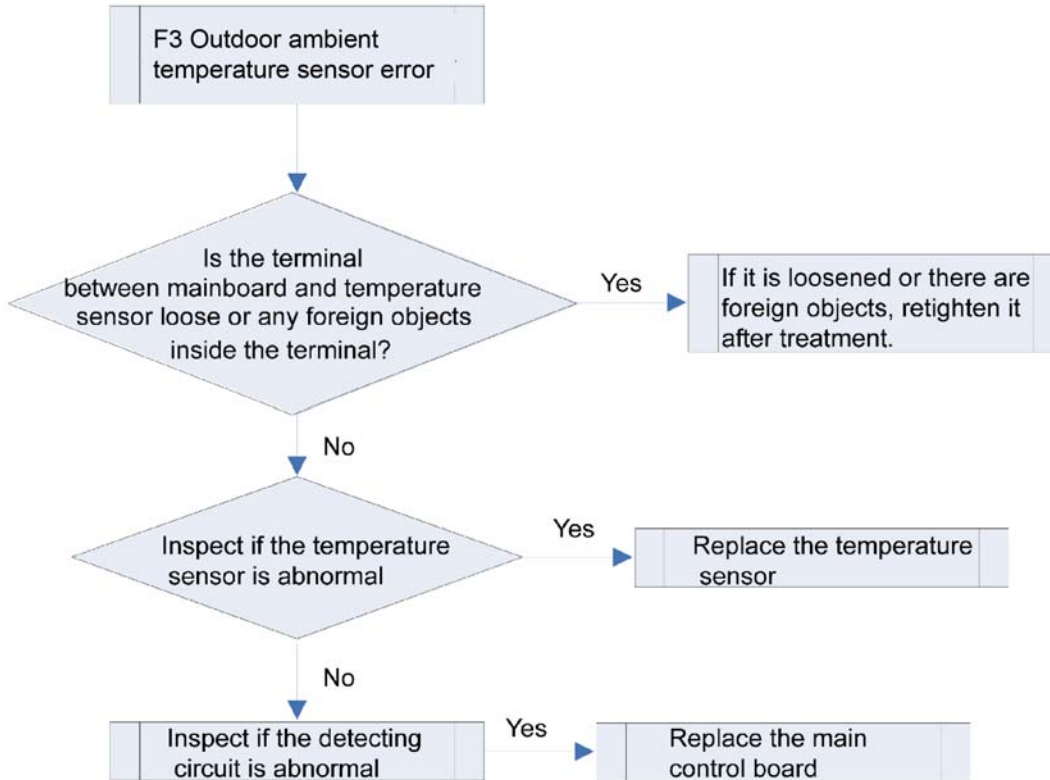 F3 Outdoor ambient
temperature sensor error
Is the terminal
between mainboard and temperature
sensor loose or any foreign objects
inside the terminal?
Yes
If it is loosened or there are
foreign objects, retighten it
after treatment.
No
Inspect if the temperature
sensor is abnormal
Yes
Replace the temperature
sensor
No
Inspect if the detecting
circuit is abnormal
Yes
Replace the main
control board